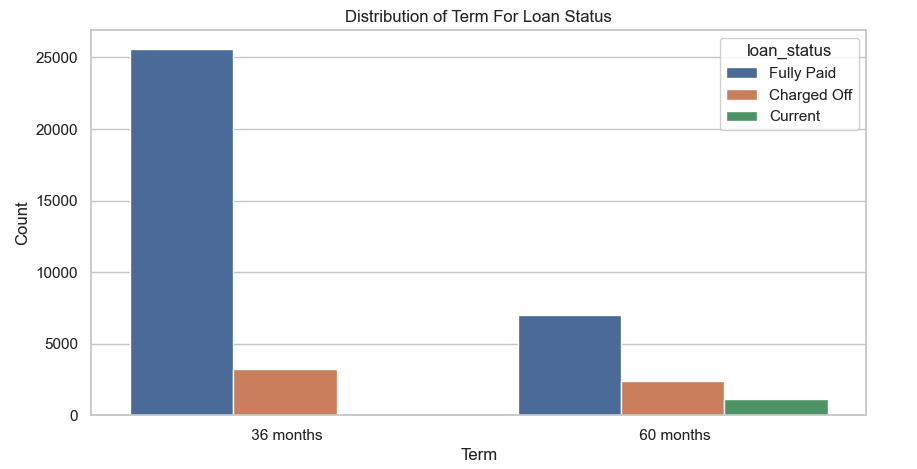 Distribution of Term For Loan Status
25000
20000
15000
10000
5000
0
Count
loan_status
Fully Paid
Charged Off
Current
36 months
60 months
Term